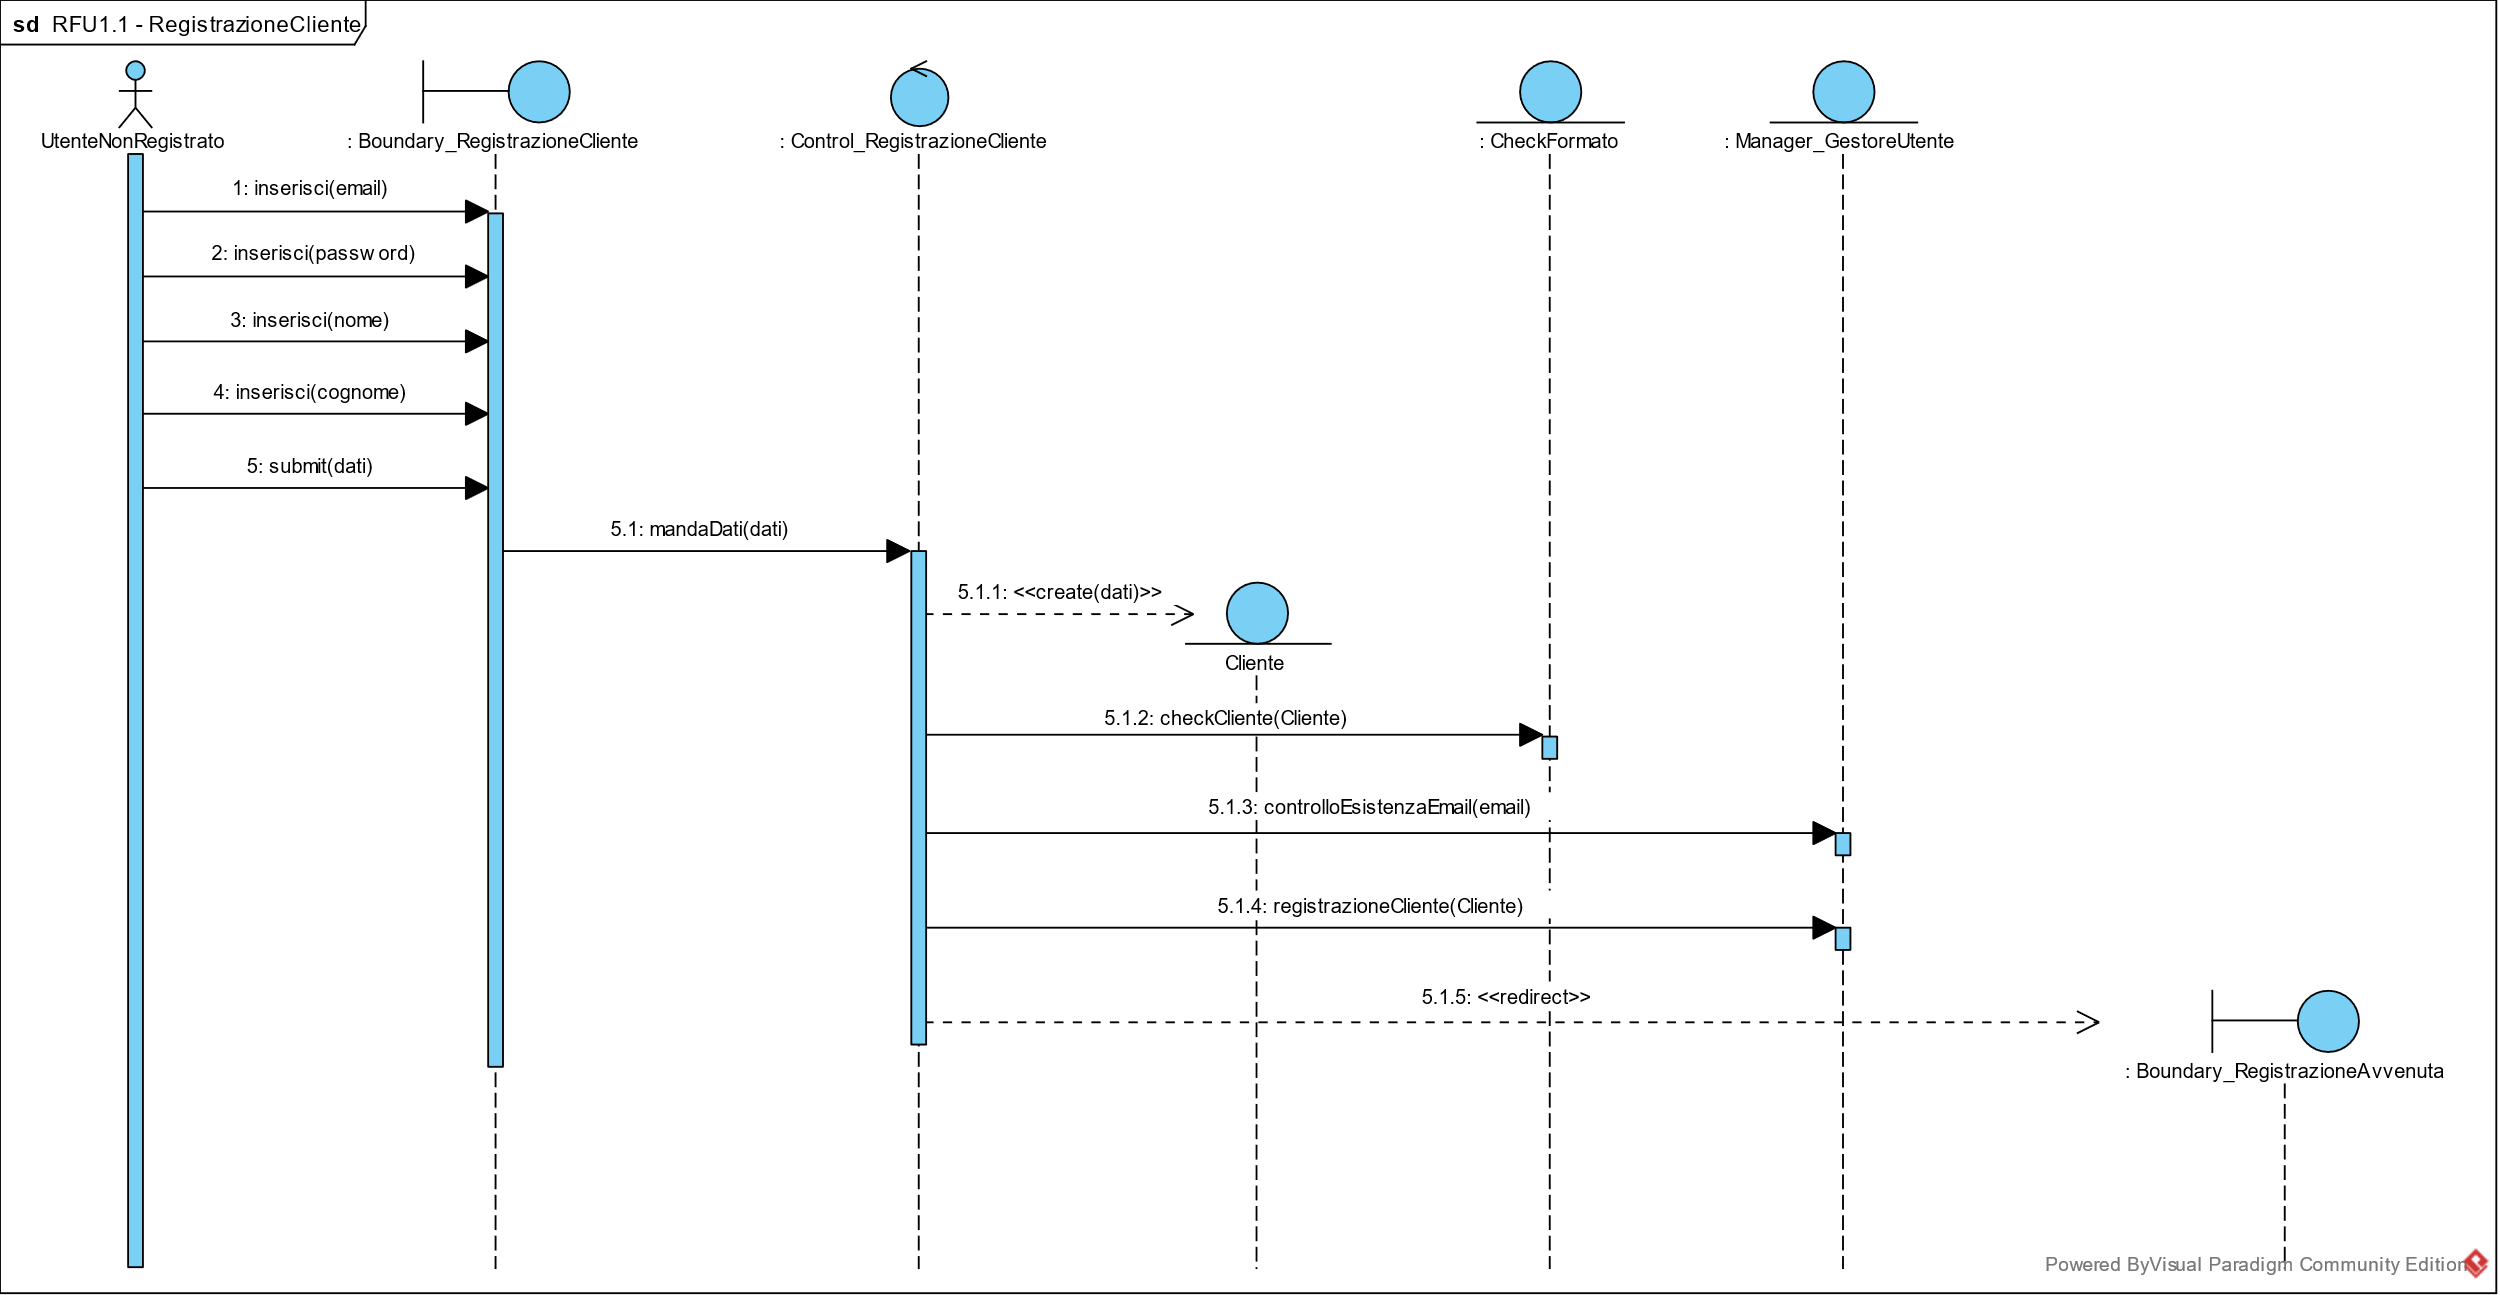 sd RFU1.1 - RegistrazioneCliente
UtenteNonRegistrato
: Boundary_RegistrazioneCliente
: Control_RegistrazioneCliente
: CheckFormato
: Manager_GestoreUtente
1: inserisci(email)
2: inserisci(password)
3: inserisci(nome)
4: inserisci(cognome)
5: submit(dati)
5.1: mandaDati(dati)
5.1.1: <<create(dati)>>
Cliente
5.1.2: checkCliente(Cliente)
5.1.3: controlloEsistenzaEmail(email)
5.1.4: registrazioneCliente(Cliente)
5.1.5: <<redirect>>
: Boundary_RegistrazioneAvvenuta
Powered ByVisual Paradigm Community Edition